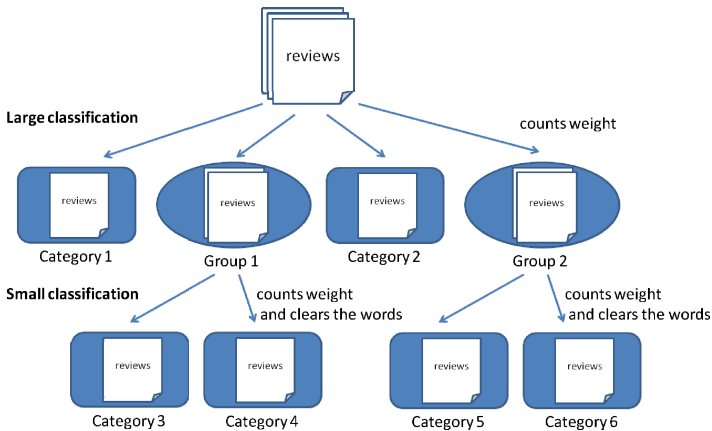 reviews
Large classification
counts weight
reviews
reviews
reviews
reviews
Category 1
Group 1
Category 2
Group 2
Small classification
counts weight
and clears the words
counts weight
and clears the words
reviews
reviews
reviews
reviews
Category 3
Category 4
Category 5
Category 6